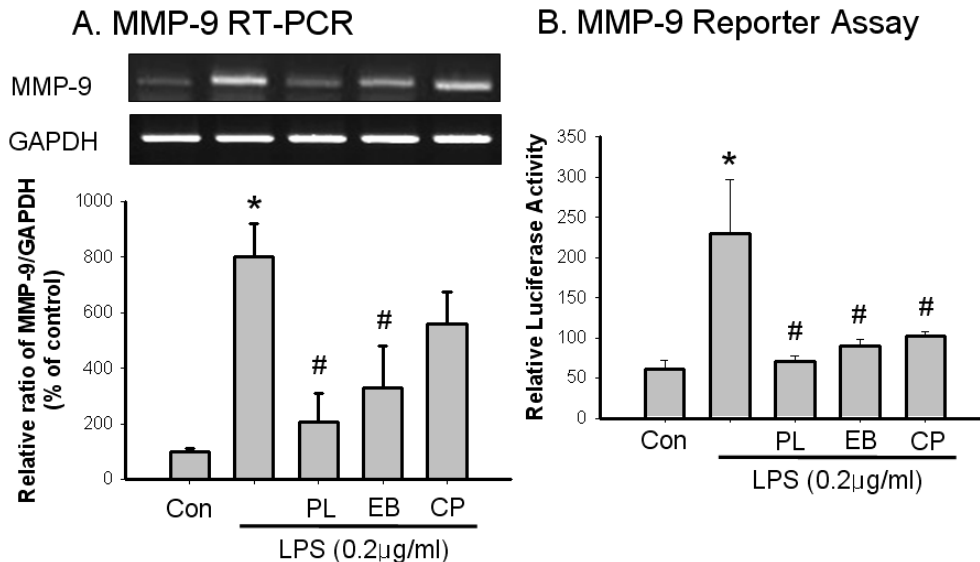 A. MMP-9 RT-PCR
MMP-9
GAPDH
Relative ratio of MMP-9/GAPDH
(% of control)
1000
800
600
400
200
0
*
#
#
Con
PL
EB
CP
LPS (0.2µg/ml)
B. MMP-9 Reporter Assay
Relative Luciferase Activity
350
300
250
200
150
100
50
0
*
#
#
#
Con
PL
EB
CP
LPS (0.2µg/ml)